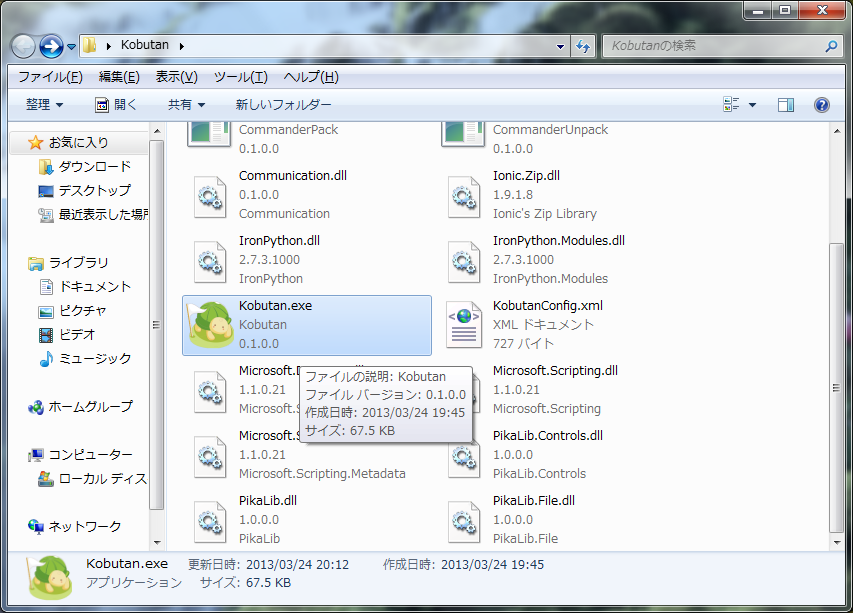 Kobutan
Kobutanの検索
ファイル(F) 編集(E) 表示(V) ツール(T) ヘルプ(H)
整理 開く 共有 新しいフォルダー
お気に入り
ダウンロード
デスクトップ
最近表示した場所
ライブラリ
ドキュメント
ピクチャ
ビデオ
ミュージック
ホームグループ
コンピューター
ローカル ディス
ネットワーク
CommanderPack
0.1.0.0
CommanderUnpack
0.1.0.0
Communication.dll
0.1.0.0
Communication
Ionic.Zip.dll
1.9.1.8
Ionic's Zip Library
IronPython.dll
2.7.3.1000
IronPython
IronPython.Modules.dll
2.7.3.1000
IronPython.Modules
Kobutan.exe
Kobutan
0.1.0.0
KobutanConfig.xml
XML ドキュメント
727 バイト
1.1.0.21
Microsoft.Scripting.dll
1.1.0.21
Microsoft.Scripting
ファイルの説明: Kobutan
ファイル バージョン: 0.1.0.0
作成日時: 2013/03/24 19:45
サイズ: 67.5 KB
1.1.0.21
Microsoft.Scripting.Metadata
PikaLib.Controls.dll
1.0.0.0
PikaLib.Controls
PikaLib.dll
1.0.0.0
PikaLib
PikaLib.File.dll
1.0.0.0
PikaLib.File
Kobutan.exe 更新日時: 2013/03/24 20:12 作成日時: 2013/03/24 19:45
アプリケーション サイズ: 67.5 KB